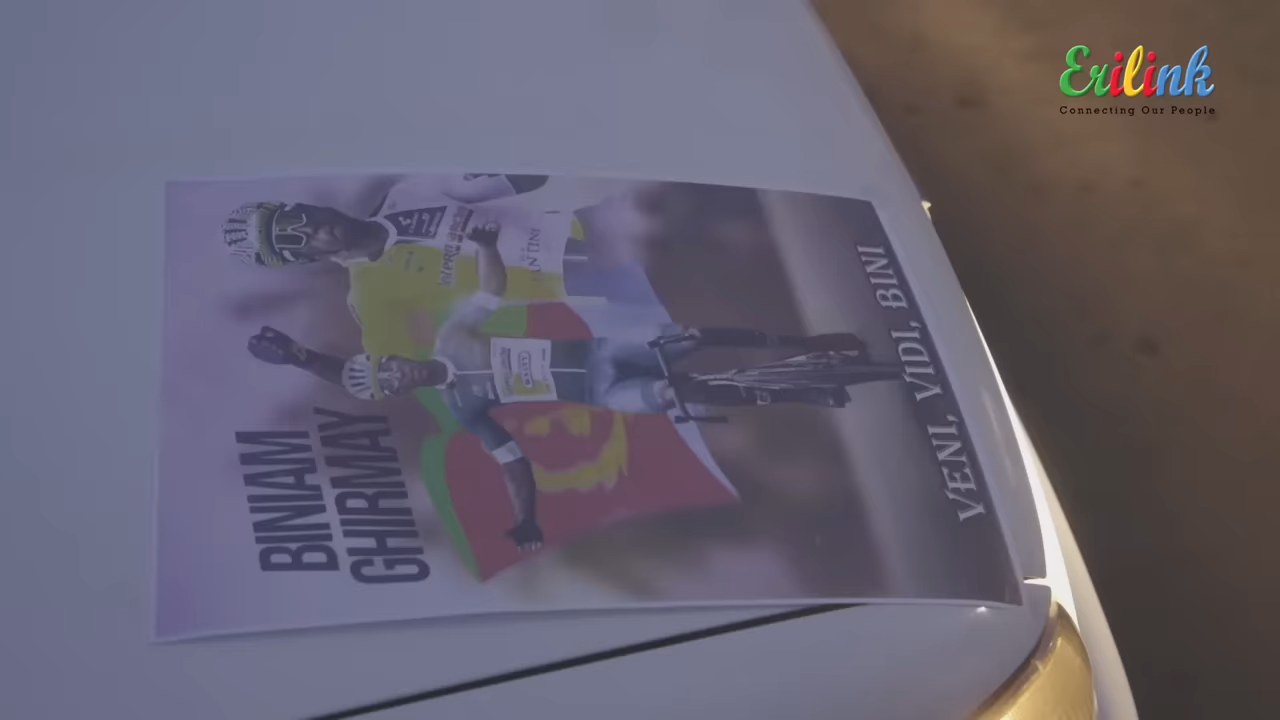 Erilink
Connecting Our People
BINIAM
GHIRMAY
VENI, VIDI, BINI